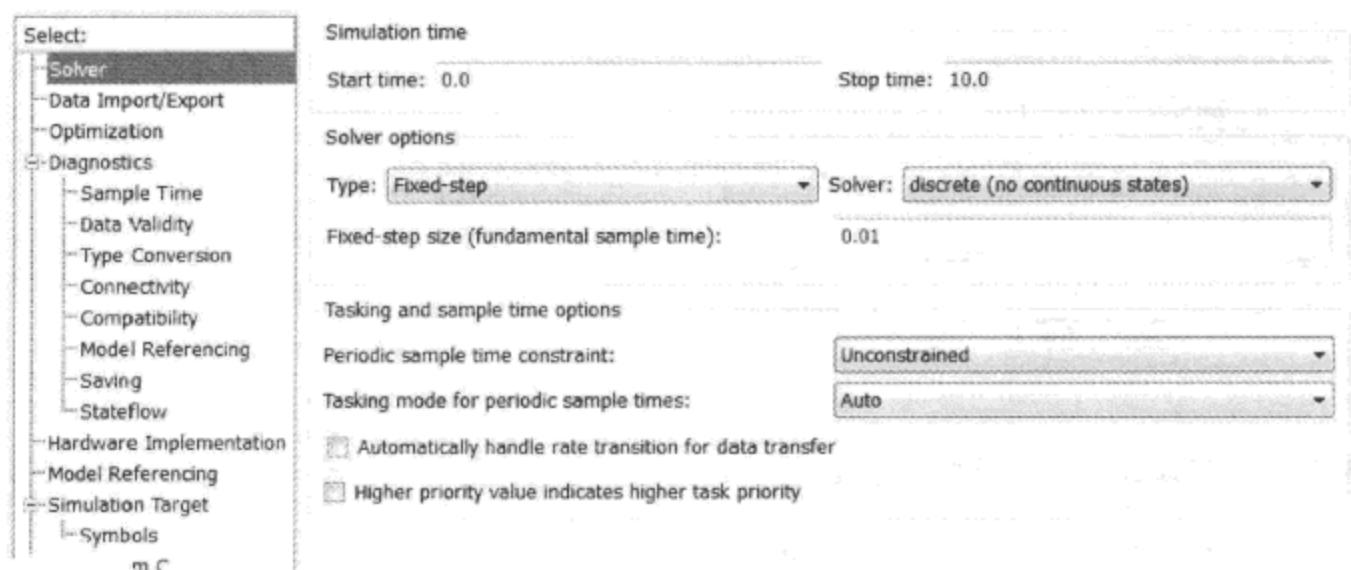 Select:
Solver
Data Import/Export
Optimization
Diagnostics
Sample Time
Data Validity
Type Conversion
Connectivity
Compatibility
Model Referencing
Saving
Stateflow
Hardware Implementation
Model Referencing
Simulation Target
Symbols
Simulation time
Start time: 0.0 Stop time: 10.0
Solver options
Type: Fixed-step Solver: discrete (no continuous states)
Fixed-step size (fundamental sample time): 0.01
Tasking and sample time options
Periodic sample time constraint: Unconstrained
Tasking mode for periodic sample times: Auto
Automatically handle rate transition for data transfer
Higher priority value indicates higher task priority